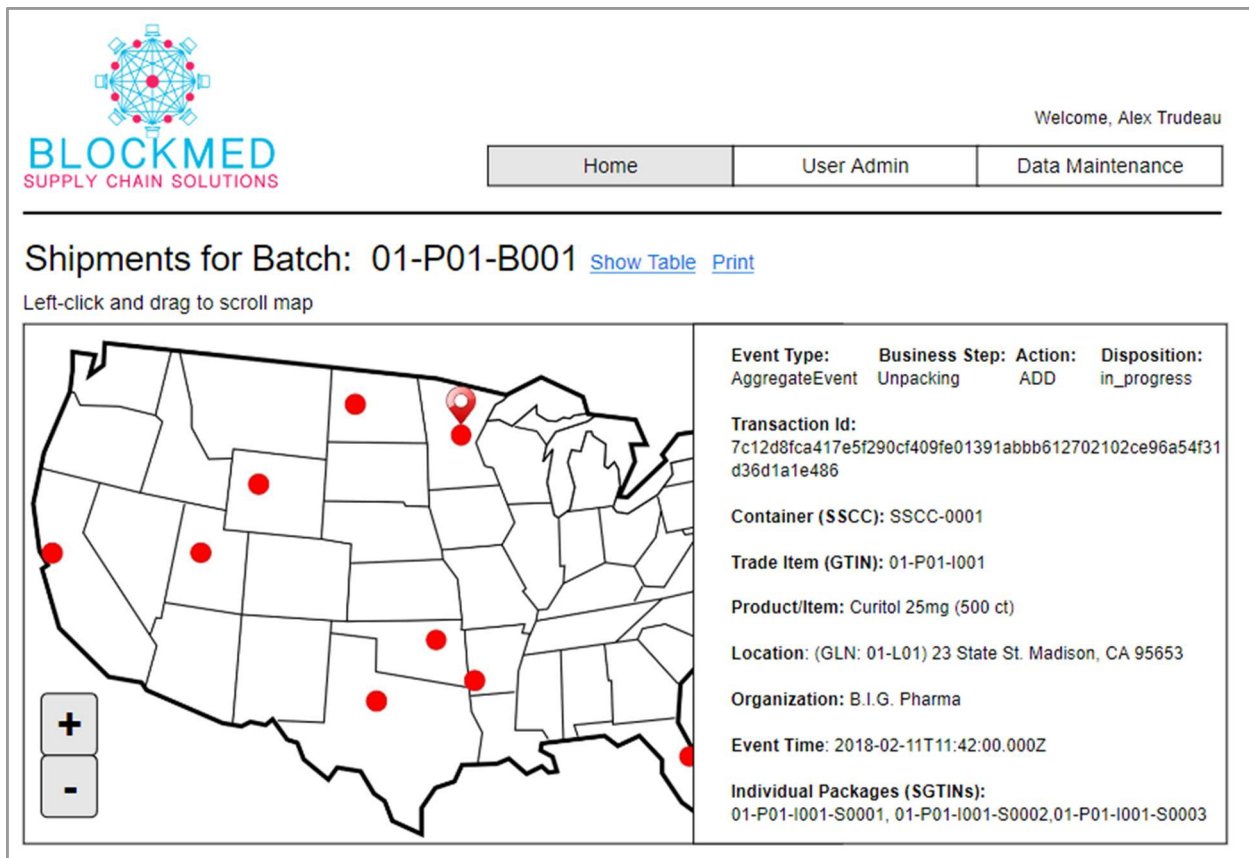 BLOCKMED
SUPPLY CHAIN SOLUTIONS
Welcome, Alex Trudeau
Home User Admin Data Maintenance
Shipments for Batch: 01-P01-B001 Show Table Print
Left-click and drag to scroll map
Event Type: Business Step: Action: Disposition:
AggregateEvent Unpacking ADD in_progress
Transaction Id:
7c12d8fca417e5f290cf409fe01391abbb612702102ce96a54f31
d36d1a1e486
Container (SSCC): SSCC-0001
Trade Item (GTIN): 01-P01-I001
Product/Item: Curitol 25mg (500 ct)
Location: (GLN: 01-L01) 23 State St. Madison, CA 95653
Organization: B.I.G. Pharma
Event Time: 2018-02-11T11:42:00.000Z
Individual Packages (SGTINs):
01-P01-I001-S0001, 01-P01-I001-S0002,01-P01-I001-S0003
+
-